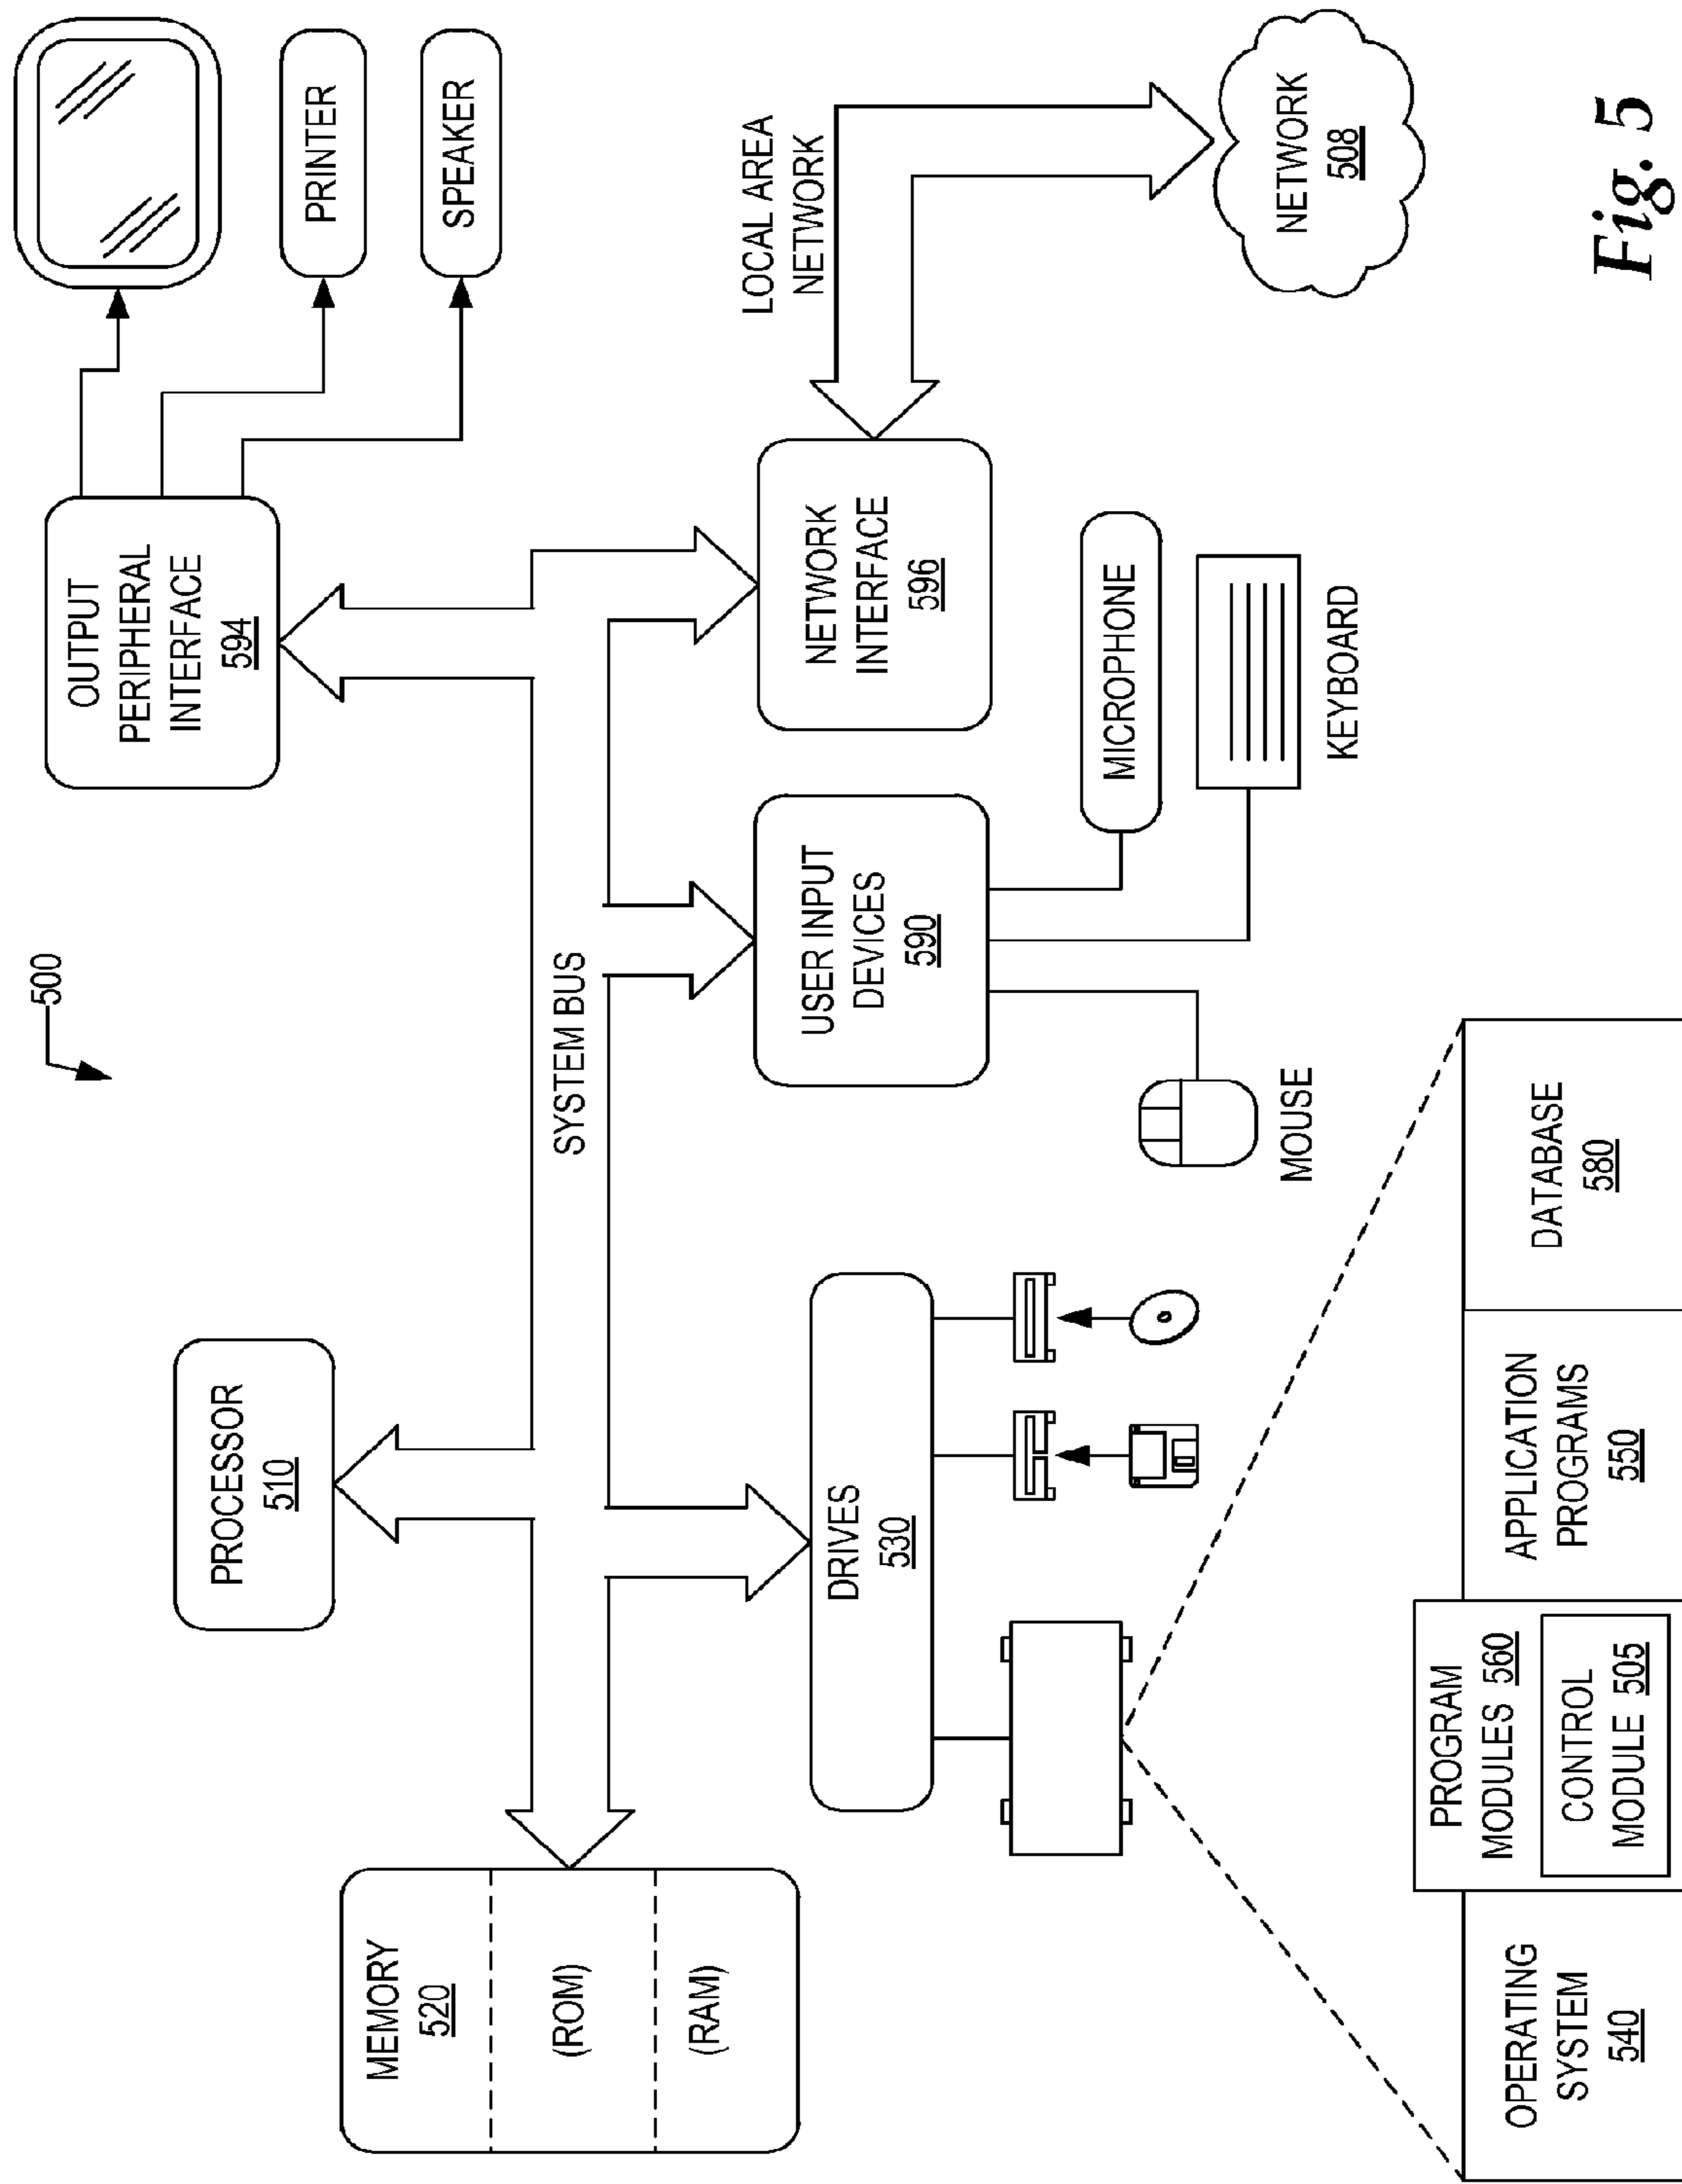 500
PROCESSOR
510
OUTPUT
PERIPHERAL
INTERFACE
594
PRINTER
SPEAKER
MEMORY
520
(ROM)
(RAM)
SYSTEM BUS
DRIVES
530
USER INPUT
DEVICES
590
NETWORK
INTERFACE
596
LOCAL AREA
NETWORK
MOUSE
MICROPHONE
KEYBOARD
NETWORK
508
OPERATING
SYSTEM
540
PROGRAM
MODULES 560
CONTROL
MODULE 505
APPLICATION
PROGRAMS
550
DATABASE
580
Fig. 5